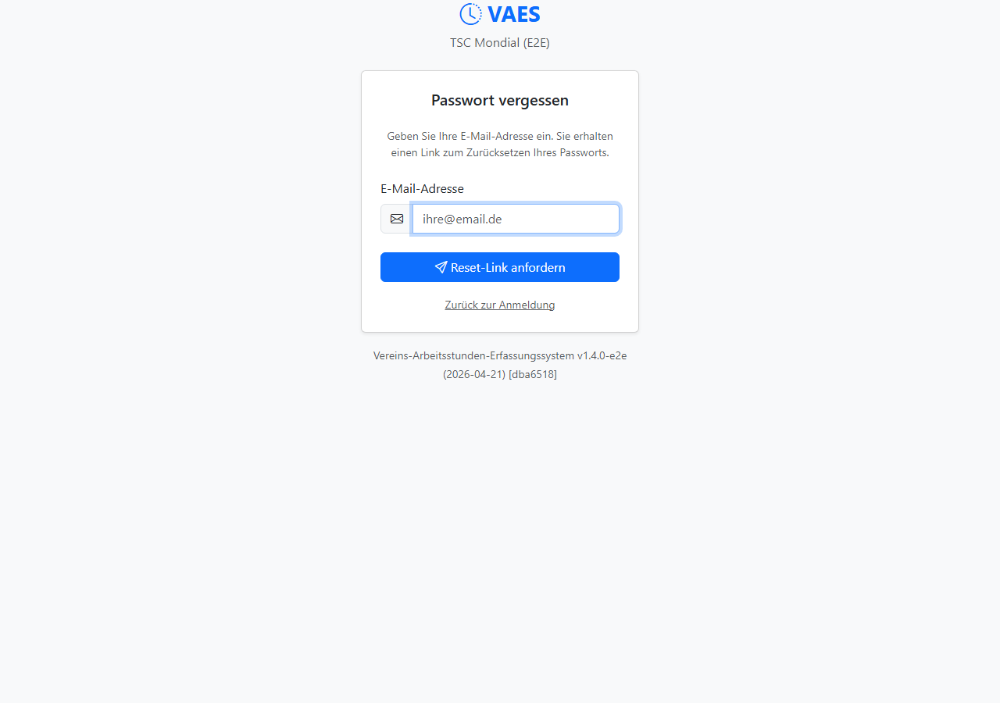 VAES
TSC Mondial (E2E)
Passwort vergessen
Geben Sie Ihre E-Mail-Adresse ein. Sie erhalten
einen Link zum Zurücksetzen Ihres Passworts.
E-Mail-Adresse
ihre@email.de
Reset-Link anfordern
Zurück zur Anmeldung
Vereins-Arbeitsstunden-Erfassungssystem v1.4.0-e2e
(2026-04-21) [dba6518]